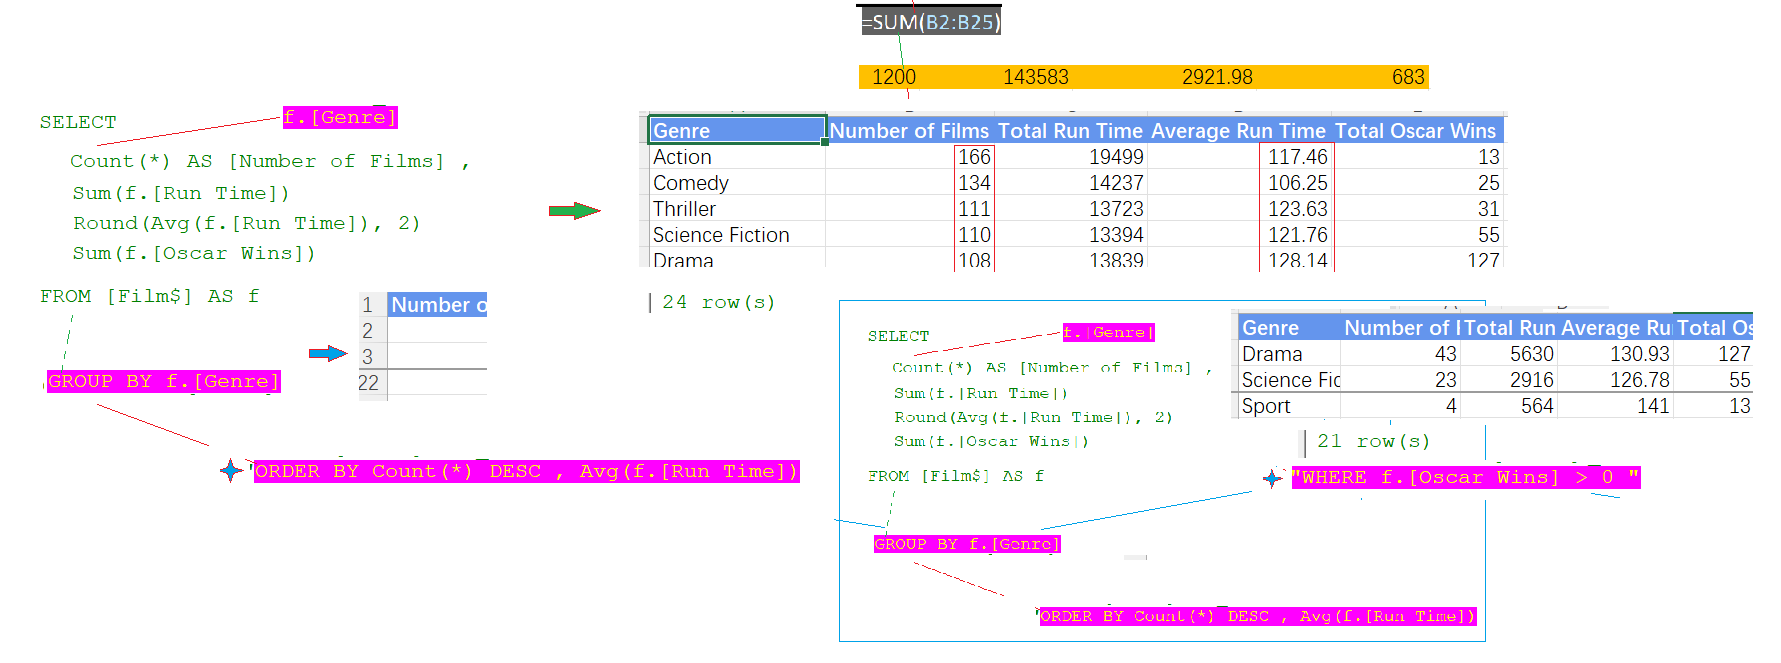 =SUM(B2:B25)
1200 143583 2921.98 683
SELECT f.[Genre]
Count(*) AS [Number of Films] ,
Sum(f.[Run Time])
Round(Avg(f.[Run Time]), 2)
Sum(f.[Oscar Wins])
FROM [Film$] AS f
GROUP BY f.[Genre]
"ORDER BY Count(*) DESC , Avg(f.[Run Time])
1 Number o
2
3
22
Genre Number of Films Total Run Time Average Run Time Total Oscar Wins
Action 166 19499 117.46 13
Comedy 134 14237 106.25 25
Thriller 111 13723 123.63 31
Science Fiction 110 13394 121.76 55
Drama 108 13839 128.14 127
24 row(s)
SELECT f.[Genre]
Count(*) AS [Number of Films] ,
Sum(f.[Run Time])
Round(Avg(f.[Run Time]), 2)
Sum(f.[Oscar Wins])
FROM [Film$] AS f
GROUP BY f.[Genre]
"ORDER BY Count(*) DESC , Avg(f.[Run Time])
Genre Number of Total Run Average Ru Total Os
Drama 43 5630 130.93 127
Science Fic 23 2916 126.78 55
Sport 4 564 141 13
21 row(s)
"WHERE f.[Oscar Wins] > 0 "